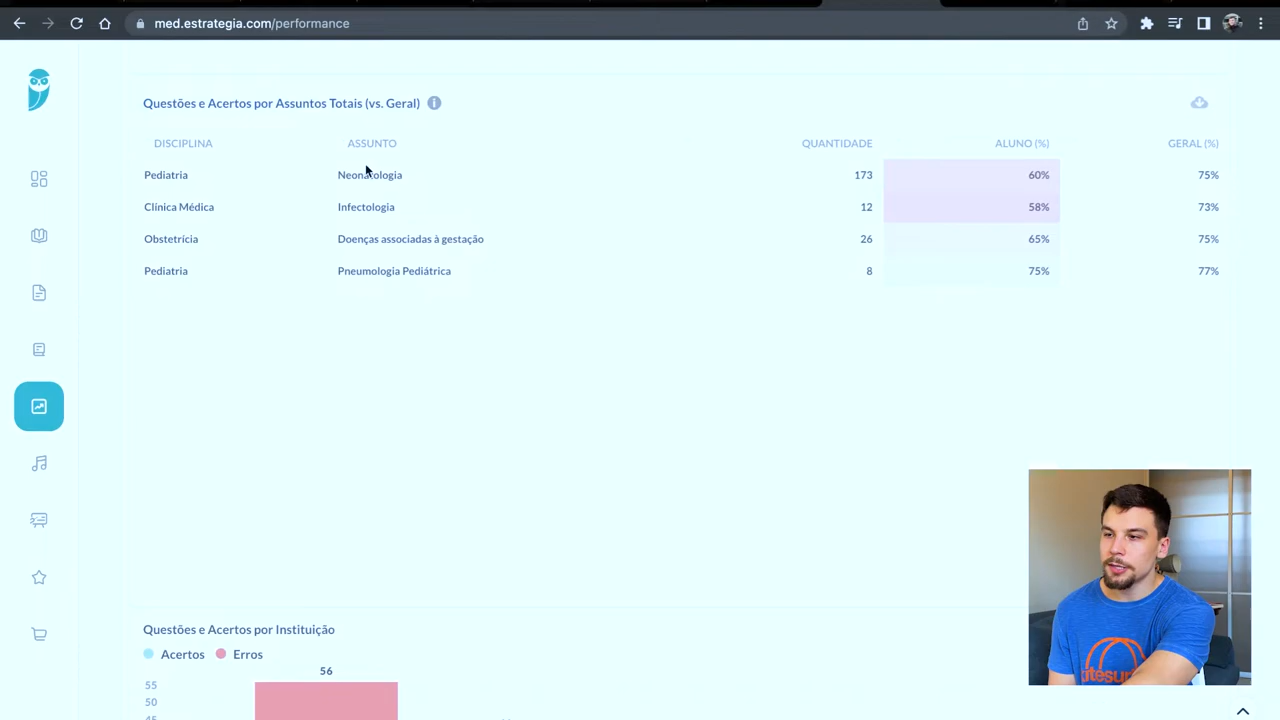 med.estrategia.com/performance
Questões e Acertos por Assuntos Totais (vs. Geral)
DISCIPLINA ASSUNTO QUANTIDADE ALUNO (%) GERAL (%)
Pediatria Neonatologia 173 60% 75%
Clínica Médica Infectologia 12 58% 73%
Obstetrícia Doenças associadas à gestação 26 65% 75%
Pediatria Pneumologia Pediátrica 8 75% 77%
Questões e Acertos por Instituição
Acertos Erros
56
55
50